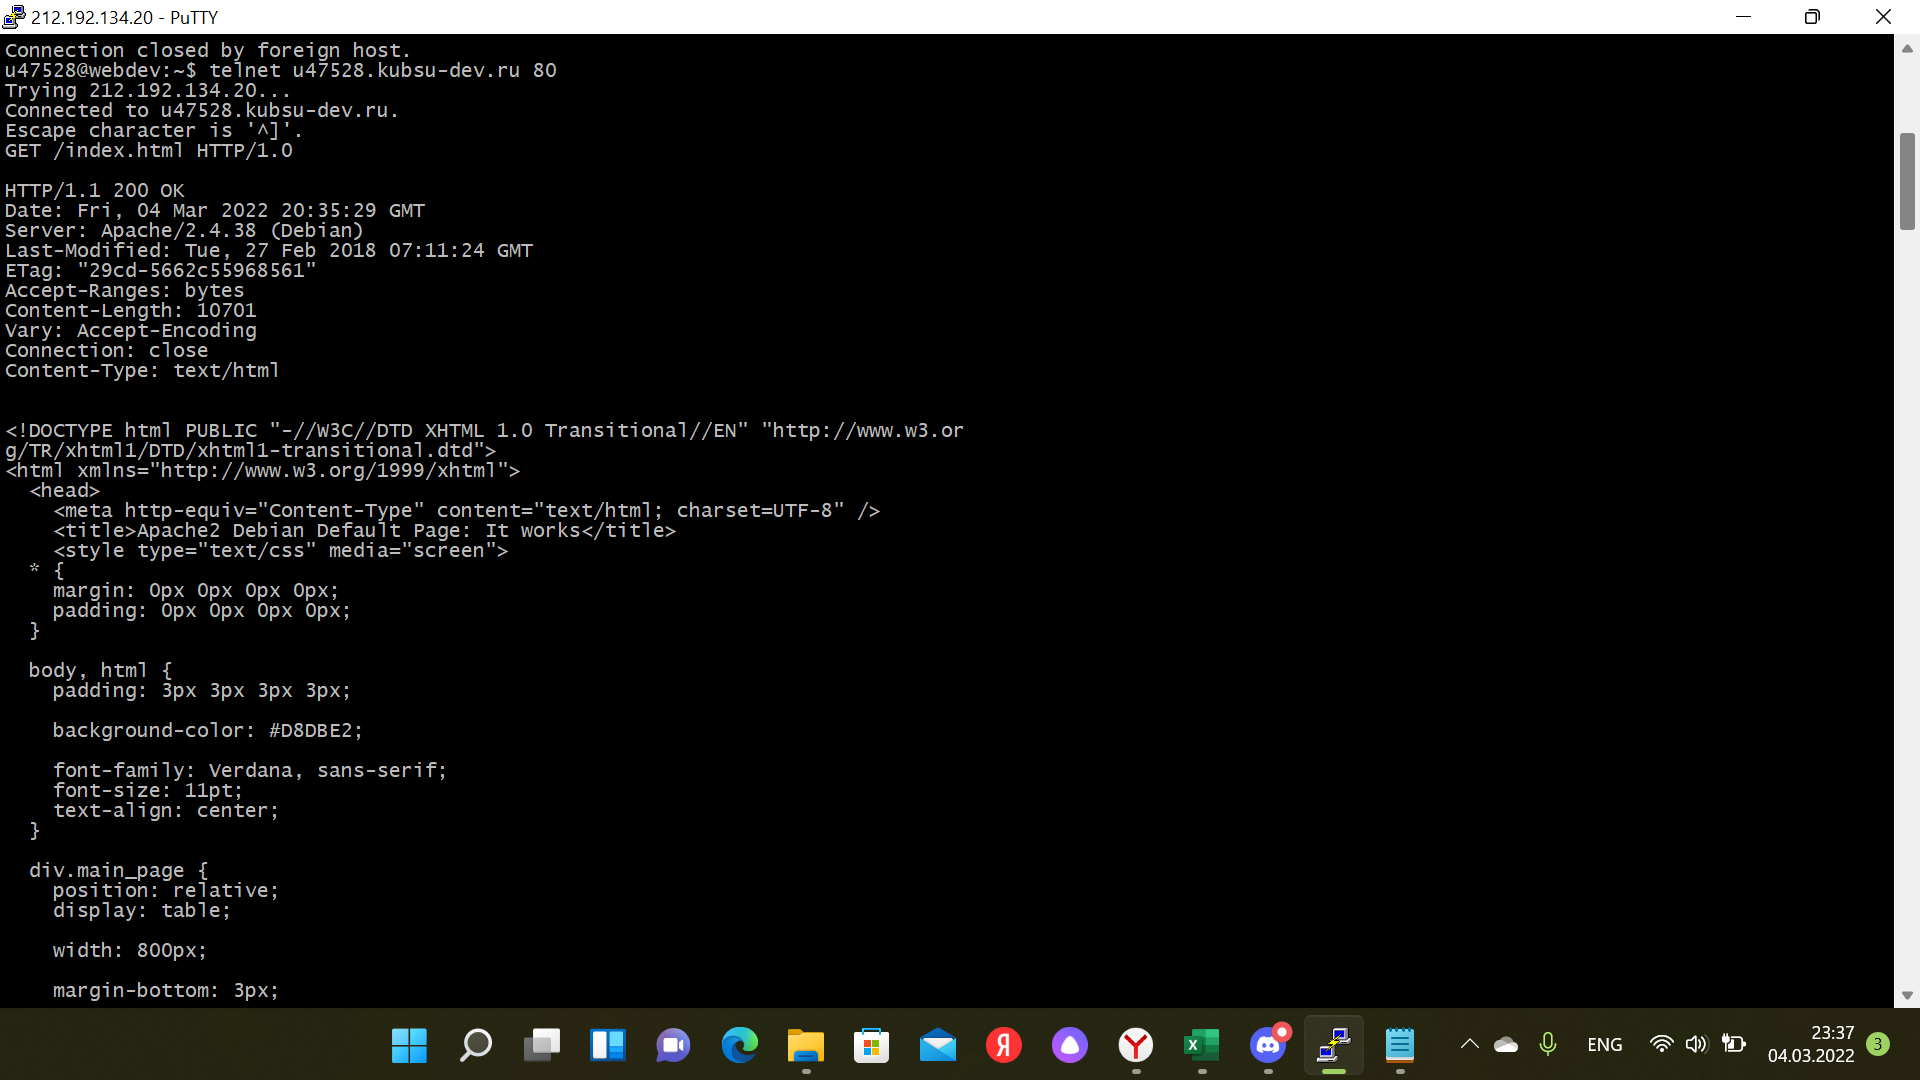 212.192.134.20 - PuTTY
Connection closed by foreign host.
u47528@webdev:~$ telnet u47528.kubsu-dev.ru 80
Trying 212.192.134.20...
Connected to u47528.kubsu-dev.ru.
Escape character is '^]'.
GET /index.html HTTP/1.0

HTTP/1.1 200 OK
Date: Fri, 04 Mar 2022 20:35:29 GMT
Server: Apache/2.4.38 (Debian)
Last-Modified: Tue, 27 Feb 2018 07:11:24 GMT
ETag: "29cd-5662c55968561"
Accept-Ranges: bytes
Content-Length: 10701
Vary: Accept-Encoding
Connection: close
Content-Type: text/html


<!DOCTYPE html PUBLIC "-//W3C//DTD XHTML 1.0 Transitional//EN" "http://www.w3.or
g/TR/xhtml1/DTD/xhtml1-transitional.dtd">
<html xmlns="http://www.w3.org/1999/xhtml">
  <head>
    <meta http-equiv="Content-Type" content="text/html; charset=UTF-8" />
    <title>Apache2 Debian Default Page: It works</title>
    <style type="text/css" media="screen">
  * {
    margin: 0px 0px 0px 0px;
    padding: 0px 0px 0px 0px;
  }

  body, html {
    padding: 3px 3px 3px 3px;

    background-color: #D8DBE2;

    font-family: Verdana, sans-serif;
    font-size: 11pt;
    text-align: center;
  }

  div.main_page {
    position: relative;
    display: table;

    width: 800px;

    margin-bottom: 3px;
Я
X
ENG
23:37
04.03.2022
3